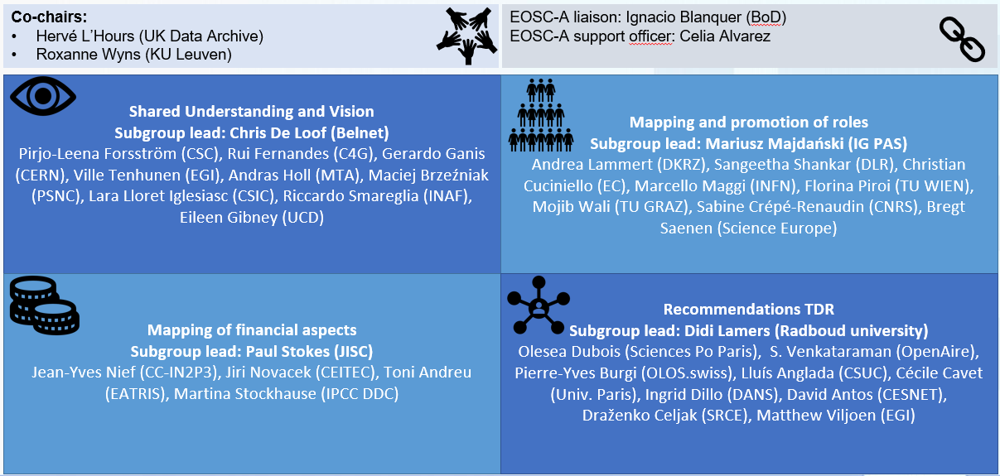 Co-chairs:
• Hervé L'Hours (UK Data Archive)
• Roxanne Wyns (KU Leuven)
EOSC-A liaison: Ignacio Blanquer (BoD)
EOSC-A support officer: Celia Alvarez
Shared Understanding and Vision
Subgroup lead: Chris De Loof (Belnet)
Pirjo-Leena Forsström (CSC), Rui Fernandes (C4G), Gerardo Ganis
(CERN), Ville Tenhunen (EGI), Andras Holl (MTA), Maciej Brzeźniak
(PSNC), Lara Lloret Iglesiasc (CSIC), Riccardo Smareglia (INAF),
Eileen Gibney (UCD)
Mapping and promotion of roles
Subgroup lead: Mariusz Majdański (IG PAS)
Andrea Lammert (DKRZ), Sangeetha Shankar (DLR), Christian
Cuciniello (EC), Marcello Maggi (INFN), Florina Piroi (TU WIEN),
Mojib Wali (TU GRAZ), Sabine Crépé-Renaudin (CNRS), Bregt
Saenen (Science Europe)
Mapping of financial aspects
Subgroup lead: Paul Stokes (JISC)
Jean-Yves Nief (CC-IN2P3), Jiri Novacek (CEITEC), Toni Andreu
(EATRIS), Martina Stockhause (IPCC DDC)
Recommendations TDR
Subgroup lead: Didi Lamers (Radboud university)
Olesea Dubois (Sciences Po Paris),  S. Venkataraman (OpenAire),
Pierre-Yves Burgi (OLOS.swiss), Lluís Anglada (CSUC), Cécile Cavet
(Univ. Paris), Ingrid Dillo (DANS), David Antos (CESNET),
Draženko Celjak (SRCE), Matthew Viljoen (EGI)